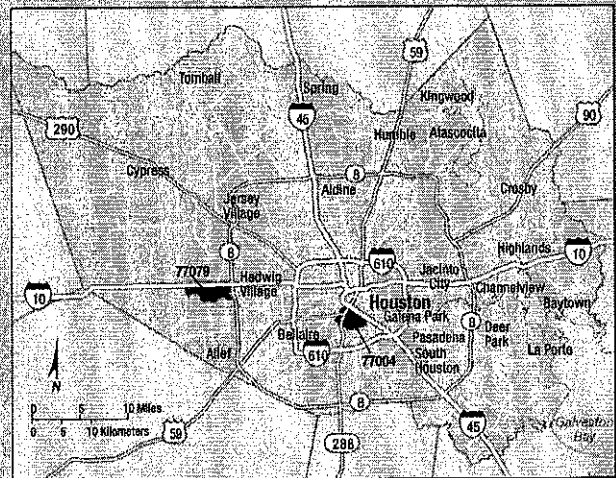 59
Tomball
Spring
Kingwood
90
45
290
Humble
Atascocita
Cypress
8
Aldine
Crosby
Jersey
Village
8
Highlands
610
10
77079
Hedwig
Village
Jacinto
City
Channelview
10
Houston
Baytown
Galena Park
8
Deer
Park
Bellaire
Pasadena
Alief
77004
La Porte
610
South
Houston
N
0 5 10 Miles
0 5 10 Kilometers
8
45
Galveston
Bay
59
288